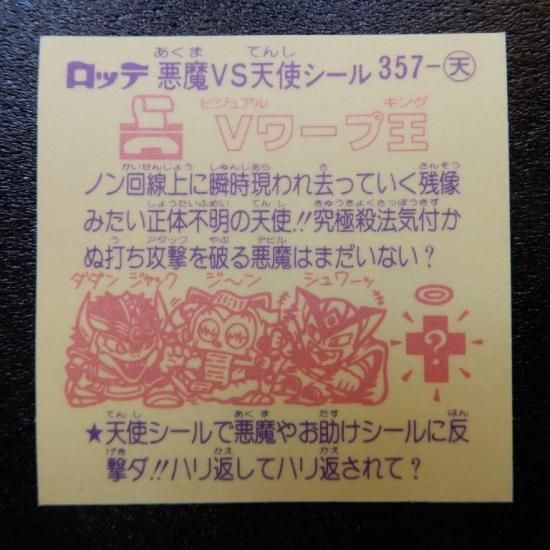 あくま てんし
ロッテ 悪魔VS天使シール 357-天
ビジュアル キング
Vワープ王
かいせんじょう しゅんじあら さ ざんぞう
ノン回線上に瞬時現われ去っていく残像
しょうたいふめい てんし きゅうきょくさっぽうきず
みたい正体不明の天使!!究極殺法気付か
う アタック やぶ デビル
ぬ打ち攻撃を破る悪魔はまだいない?
ダダン ジャック ジ〜ン シュワーッ
?
てんし あくま たす はん
★天使シールで悪魔やお助けシールに反
げき かえ かえ
撃ダ!!ハリ返してハリ返されて?